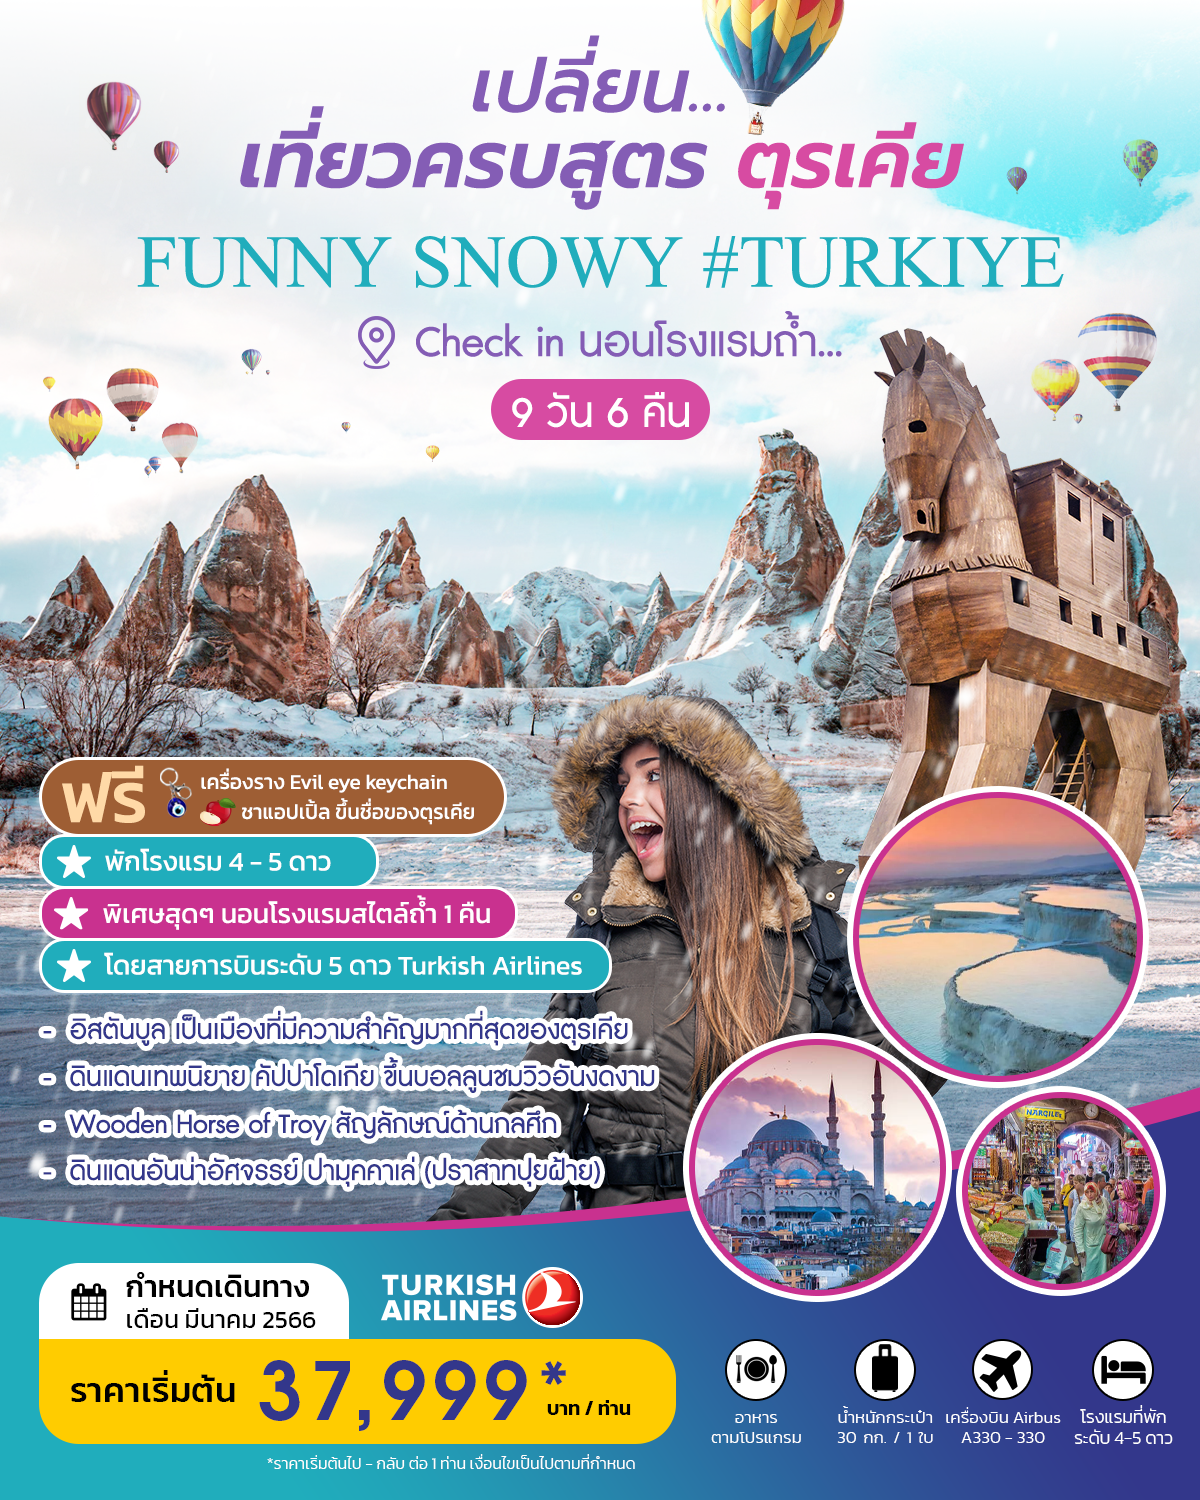 เปลี่ยน...
เที่ยวครบสูตร ตุรเคีย
FUNNY SNOWY #TURKIYE
Check in นอนโรงแรมถ้ำ...
9 วัน 6 คืน
ฟรี
เครื่องราง Evil eye keychain
ชาแอปเปิ้ล ขึ้นชื่อของตุรเคีย
พักโรงแรม 4 - 5 ดาว
พิเศษสุดๆ นอนโรงแรมสไตล์ถ้ำ 1 คืน
โดยสายการบินระดับ 5 ดาว Turkish Airlines
- อิสตันบูล เป็นเมืองที่มีความสำคัญมากที่สุดของตุรเคีย
- ดินแดนเทพนิยาย คัปปาโดเกีย ขึ้นบอลลูนชมวิวอันงดงาม
- Wooden Horse of Troy สัญลักษณ์ด้านกลศึก
- ดินแดนอันน่าอัศจรรย์ ปามุคคาเล่ (ปราสาทปุยฝ้าย)
NARGILEE
กำหนดเดินทาง
เดือน มีนาคม 2566
TURKISH
AIRLINES
ราคาเริ่มต้น 37,999*
บาท / ท่าน
*ราคาเริ่มต้นไป - กลับ ต่อ 1 ท่าน เงื่อนไขเป็นไปตามที่กำหนด
อาหาร
ตามโปรแกรม
น้ำหนักกระเป๋า
30 กก. / 1 ใบ
เครื่องบิน Airbus
A330 - 330
โรงแรมที่พัก
ระดับ 4-5 ดาว